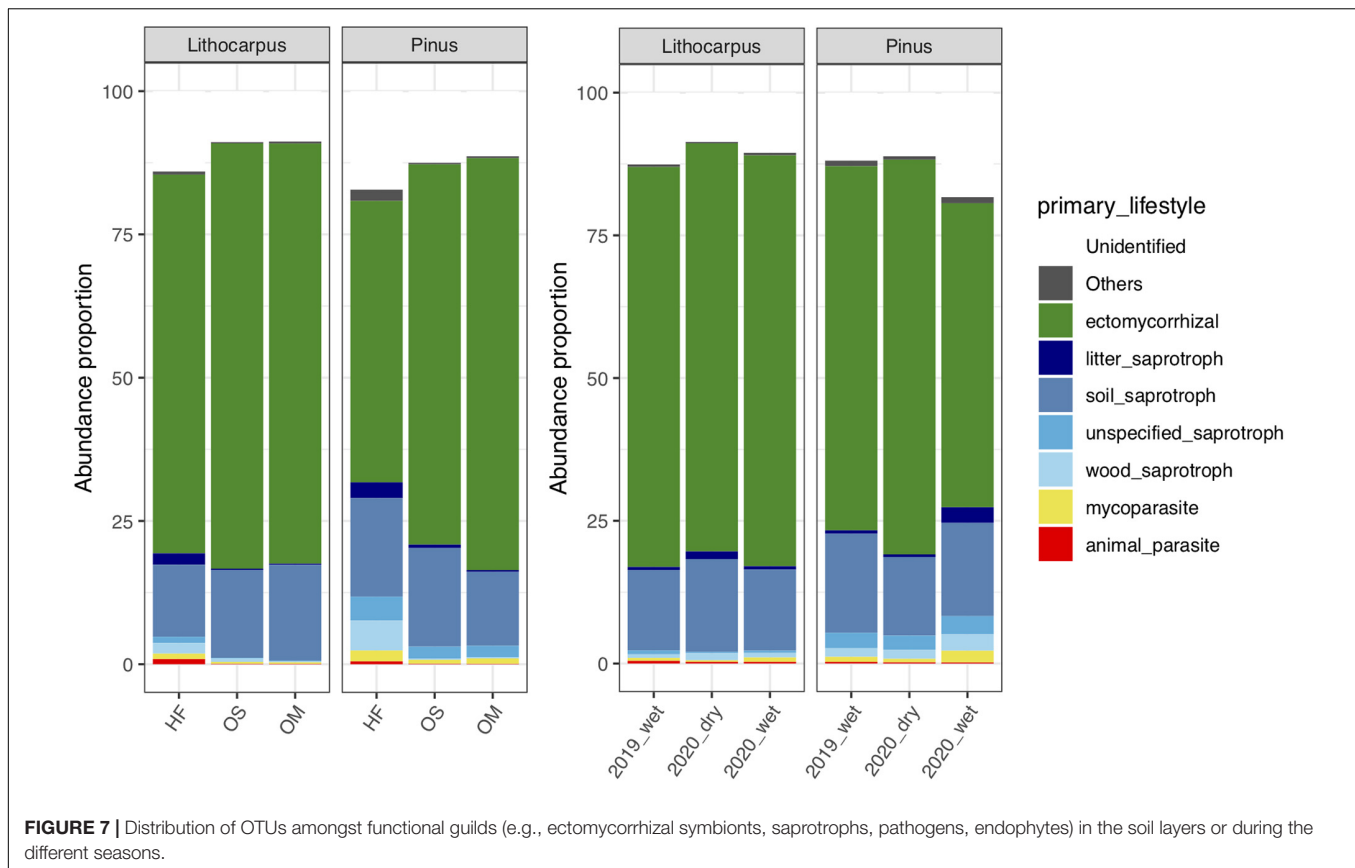 Lithocarpus
Pinus
100
75
50
25
0
Abundance proportion
HF
OS
OM
HF
OS
OM
Lithocarpus
Pinus
100
75
50
25
0
Abundance proportion
2019_wet
2020_dry
2020_wet
2019_wet
2020_dry
2020_wet
primary_lifestyle
Unidentified
Others
ectomycorrhizal
litter_saprotroph
soil_saprotroph
unspecified_saprotroph
wood_saprotroph
mycoparasite
animal_parasite
FIGURE 7 | Distribution of OTUs amongst functional guilds (e.g., ectomycorrhizal symbionts, saprotrophs, pathogens, endophytes) in the soil layers or during the
different seasons.